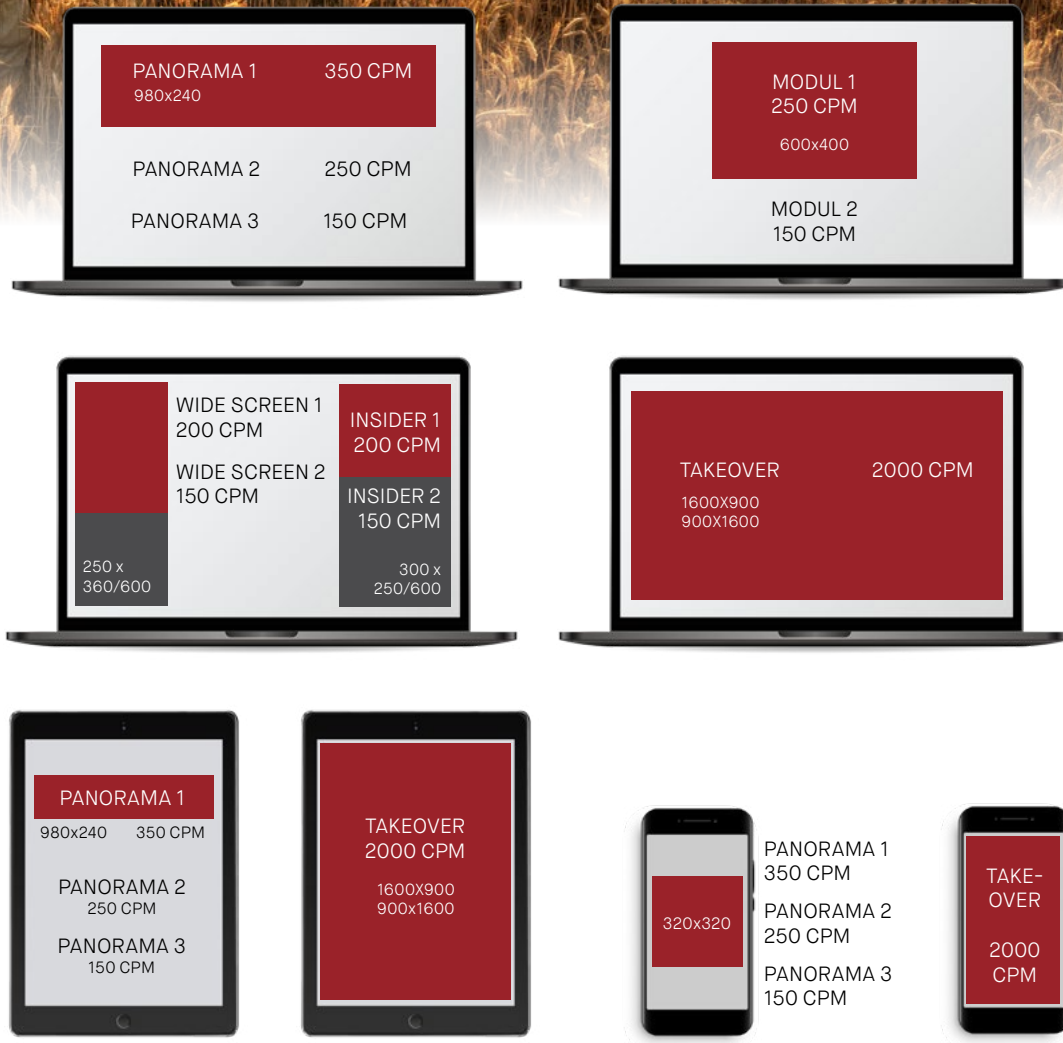 PANORAMA 1 350 CPM
980x240
PANORAMA 2 250 CPM
PANORAMA 3 150 CPM
MODUL 1
250 CPM
600x400
MODUL 2
150 CPM
WIDE SCREEN 1
200 CPM
WIDE SCREEN 2
150 CPM
250 x
360/600
INSIDER 1
200 CPM
INSIDER 2
150 CPM
300 x
250/600
TAKEOVER 2000 CPM
1600X900
900X1600
PANORAMA 1
980x240 350 CPM
PANORAMA 2
250 CPM
PANORAMA 3
150 CPM
TAKEOVER
2000 CPM
1600X900
900x1600
320x320
PANORAMA 1
350 CPM
PANORAMA 2
250 CPM
PANORAMA 3
150 CPM
TAKE-
OVER
2000
CPM